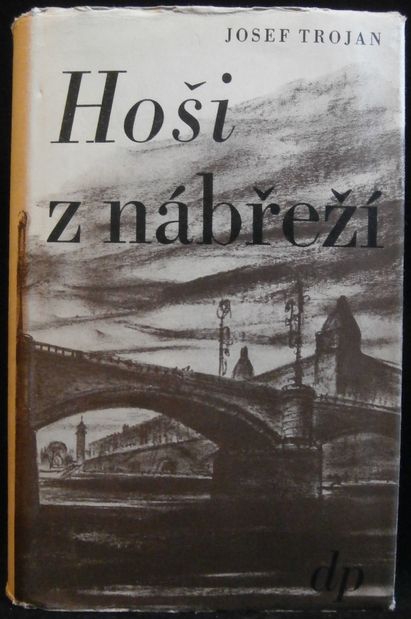 JOSEF TROJAN
Hoši
z nábřeží
dp